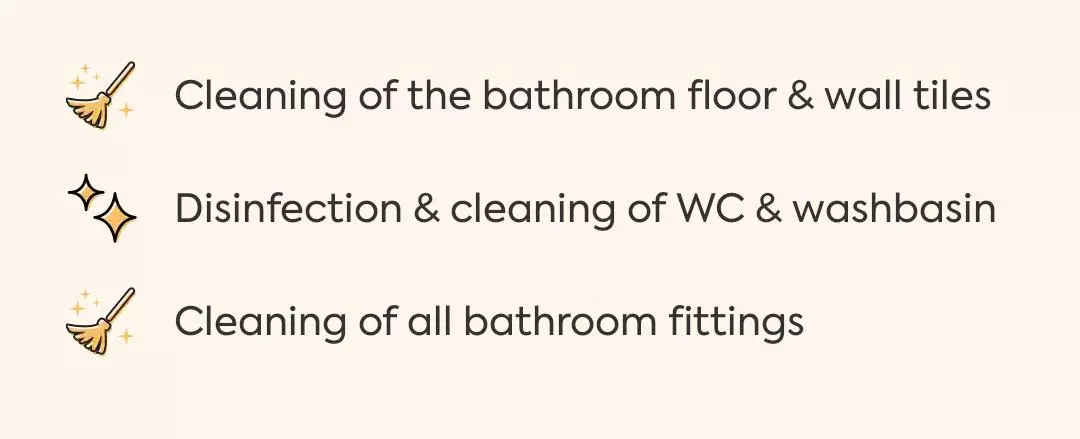 Cleaning of the bathroom floor & wall tiles
Disinfection & cleaning of WC & washbasin
Cleaning of all bathroom fittings